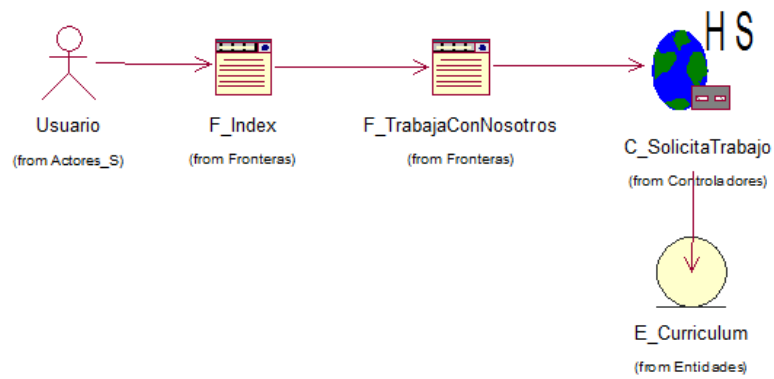 H S
Usuario
F_Index
F_TrabajaConNosotros
(from Actores_S)
(from Fronteras)
(from Fronteras)
C_SolicitaTrabajo
(from Controladores)
E_Curriculum
(from Entidades)